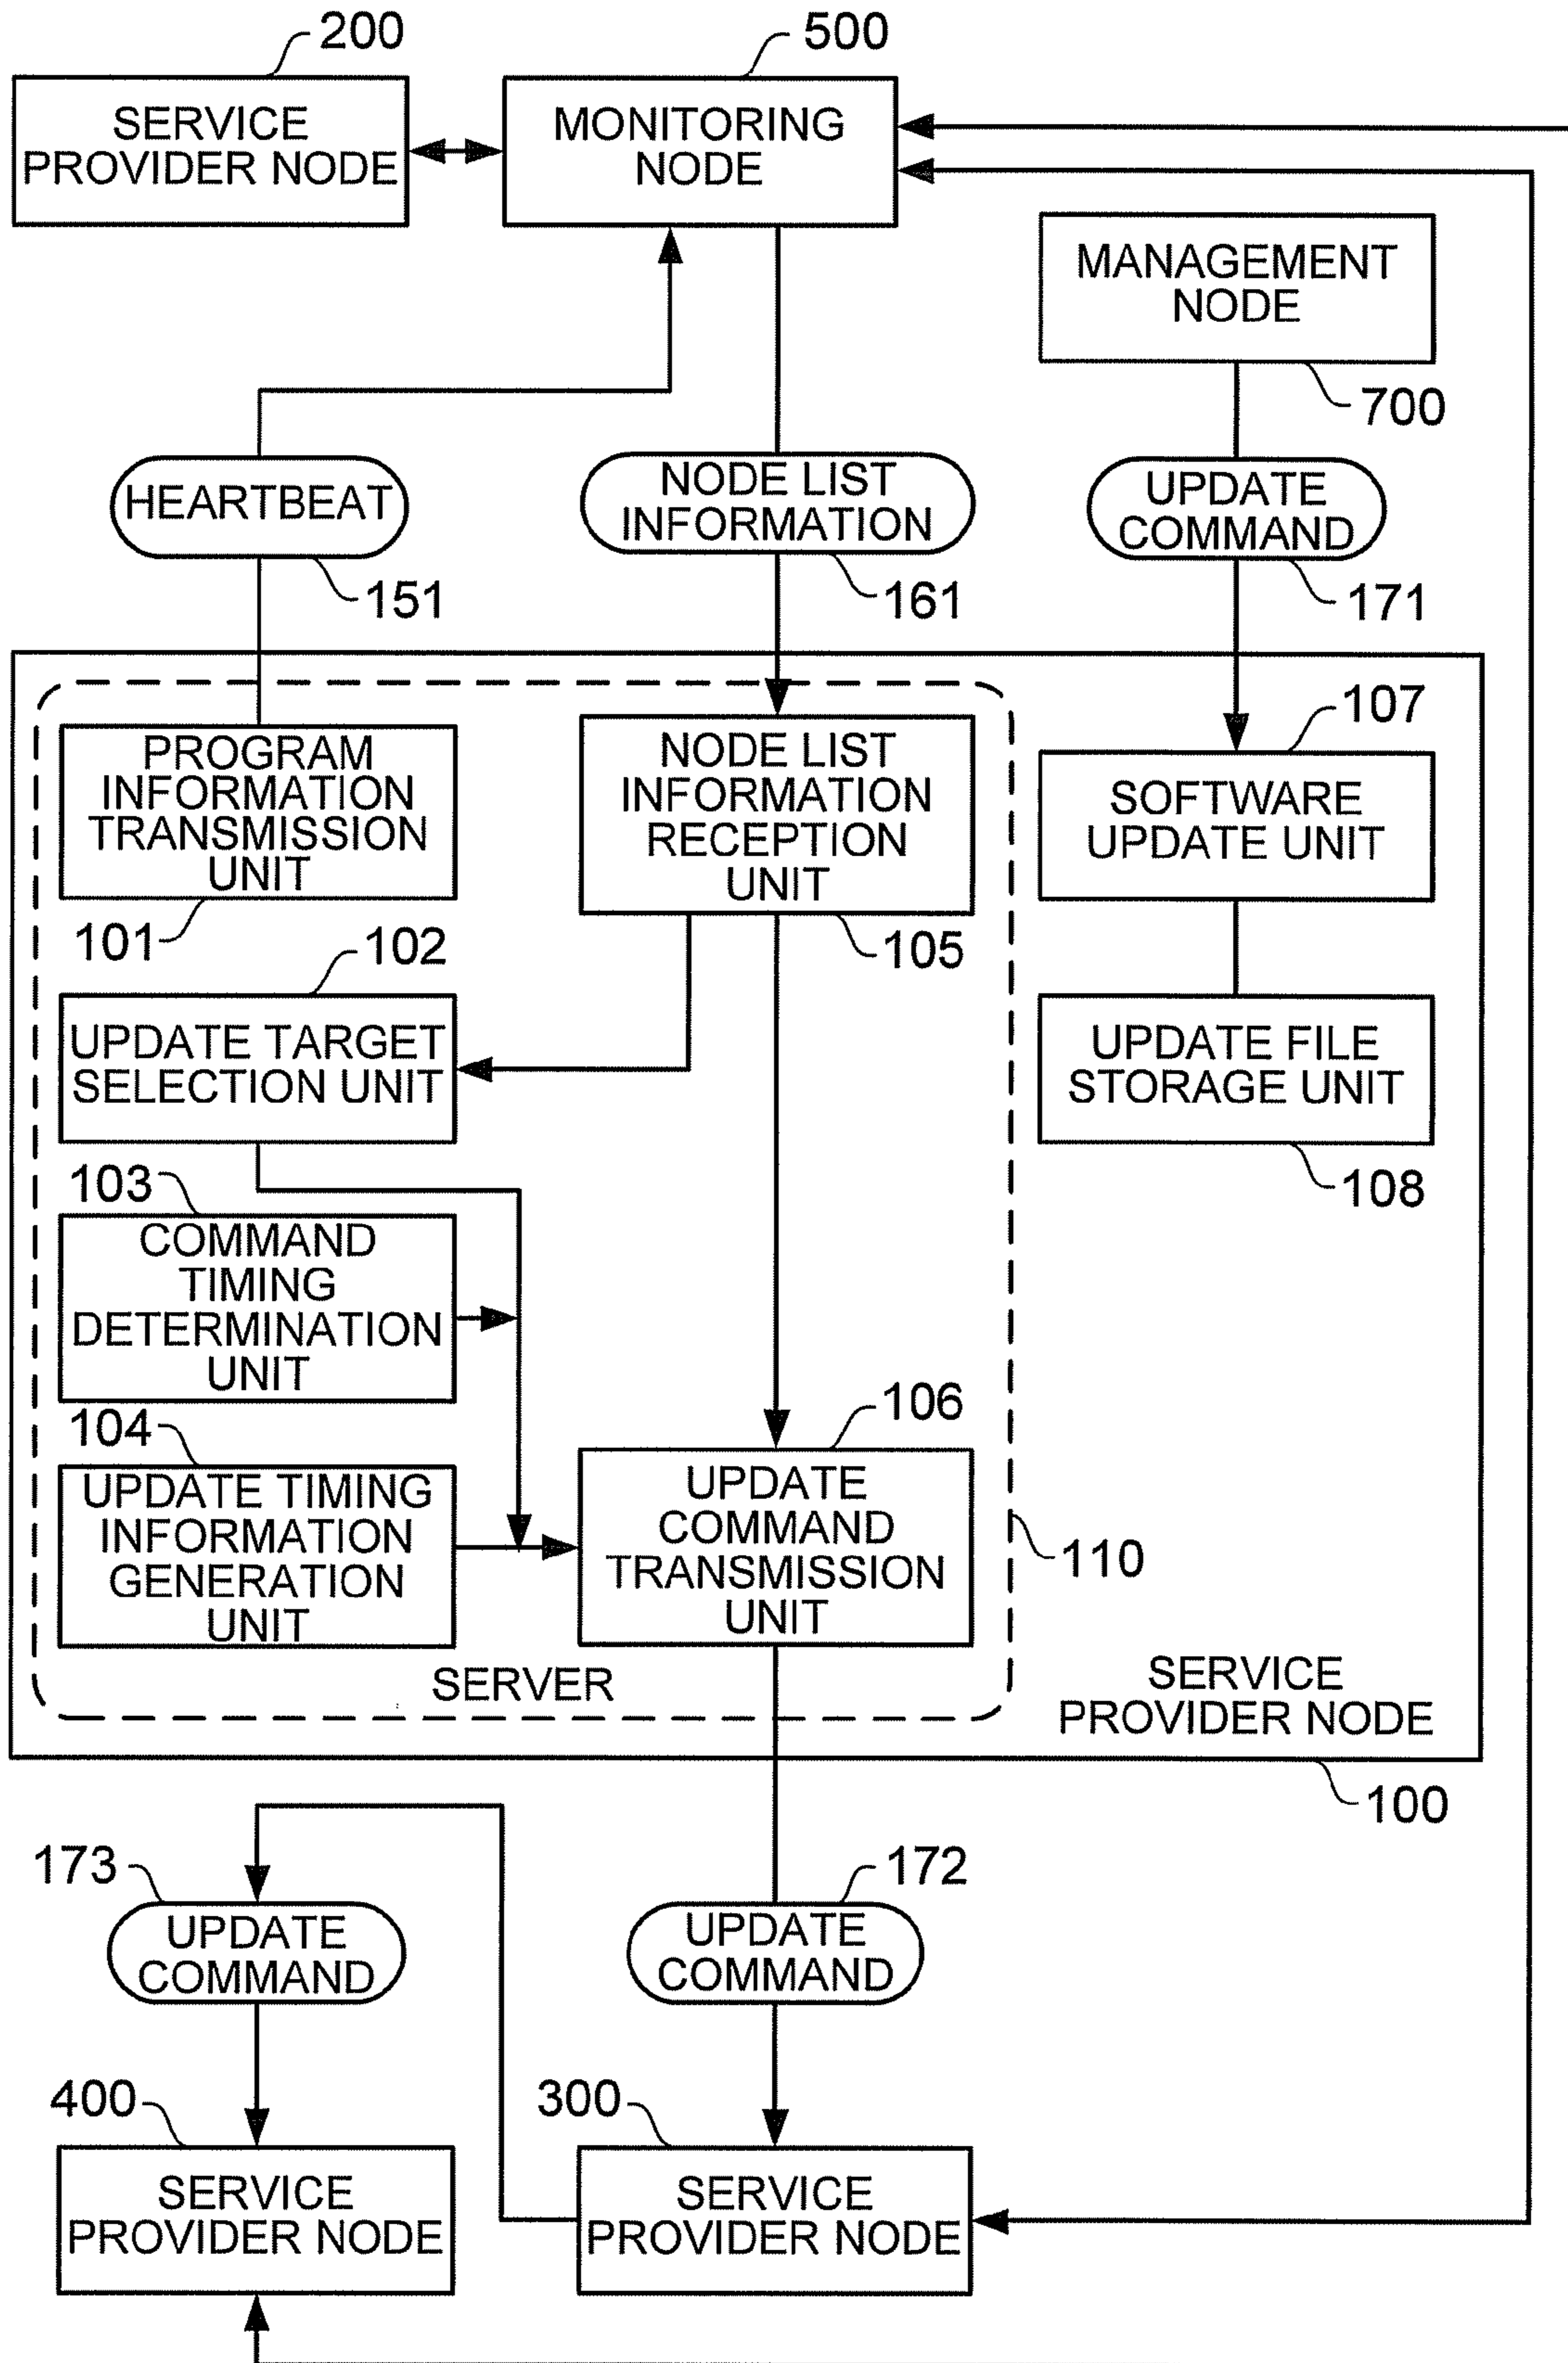 200
500
SERVICE
PROVIDER NODE
MONITORING
NODE
MANAGEMENT
NODE
700
HEARTBEAT
151
NODE LIST
INFORMATION
161
UPDATE
COMMAND
171
PROGRAM
INFORMATION
TRANSMISSION
UNIT
101
NODE LIST
INFORMATION
RECEPTION
UNIT
105
107
SOFTWARE
UPDATE UNIT
102
UPDATE TARGET
SELECTION UNIT
UPDATE FILE
STORAGE UNIT
108
103
COMMAND
TIMING
DETERMINATION
UNIT
104
UPDATE TIMING
INFORMATION
GENERATION
UNIT
106
UPDATE
COMMAND
TRANSMISSION
UNIT
110
SERVER
SERVICE
PROVIDER NODE
100
173
UPDATE
COMMAND
172
UPDATE
COMMAND
400
SERVICE
PROVIDER NODE
300
SERVICE
PROVIDER NODE